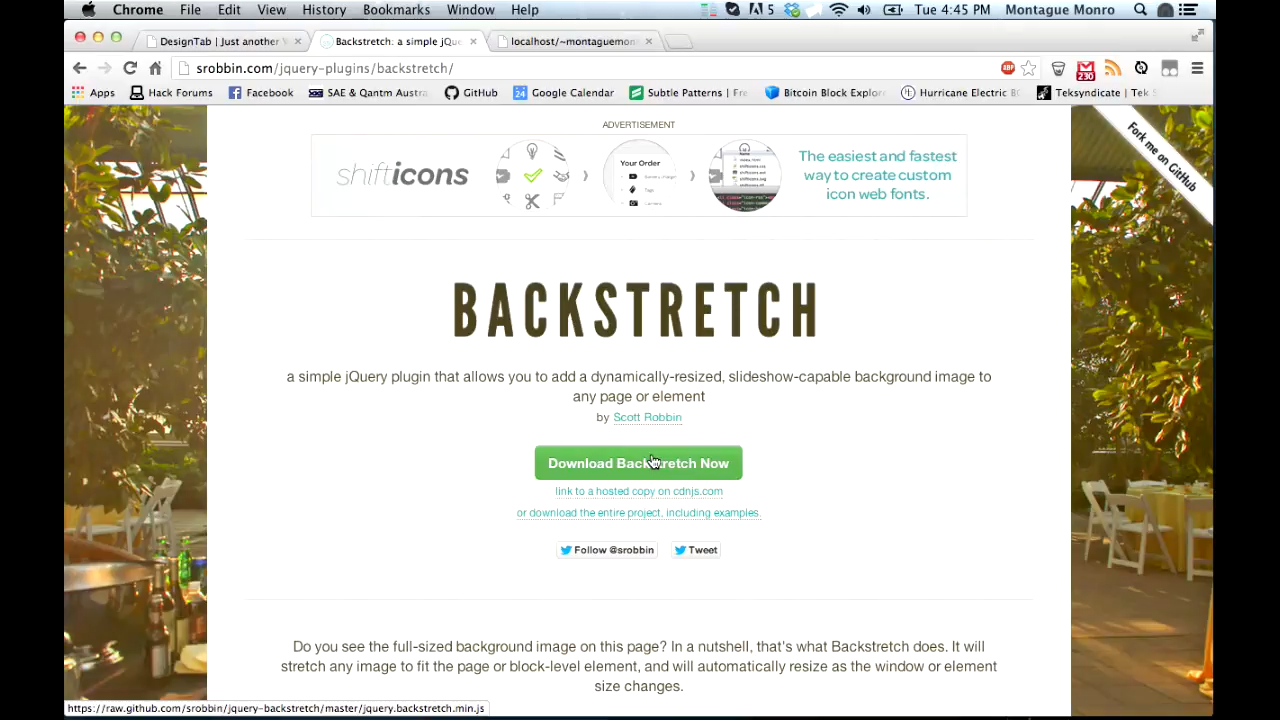 Chrome File Edit View History Bookmarks Window Help 5 Tue 4:45 PM Montague Monro
DesignTab | Just another Backstretch: a simple jQu localhost/~montaguemon
srobbin.com/jquery-plugins/backstretch/ ABP 230
Apps Hack Forums Facebook SAE & Qantm Austra GitHub 24 Google Calendar Subtle Patterns | Fre Bitcoin Block Explor Hurricane Electric Teksyndicate | Tek
ADVERTISEMENT
Fork me on GitHub
shifticons
Your Order
The easiest and fastest
way to create custom
icon web fonts.
BACKSTRETCH
a simple jQuery plugin that allows you to add a dynamically-resized, slideshow-capable background image to
any page or element
by Scott Robbin
Download Backstretch Now
link to a hosted copy on cdnjs.com
or download the entire project, including examples.
Follow @srobbin Tweet
Do you see the full-sized background image on this page? In a nutshell, that's what Backstretch does. It will
stretch any image to fit the page or block-level element, and will automatically resize as the window or element
size changes.
https://raw.github.com/srobbin/jquery-backstretch/master/jquery.backstretch.min.js